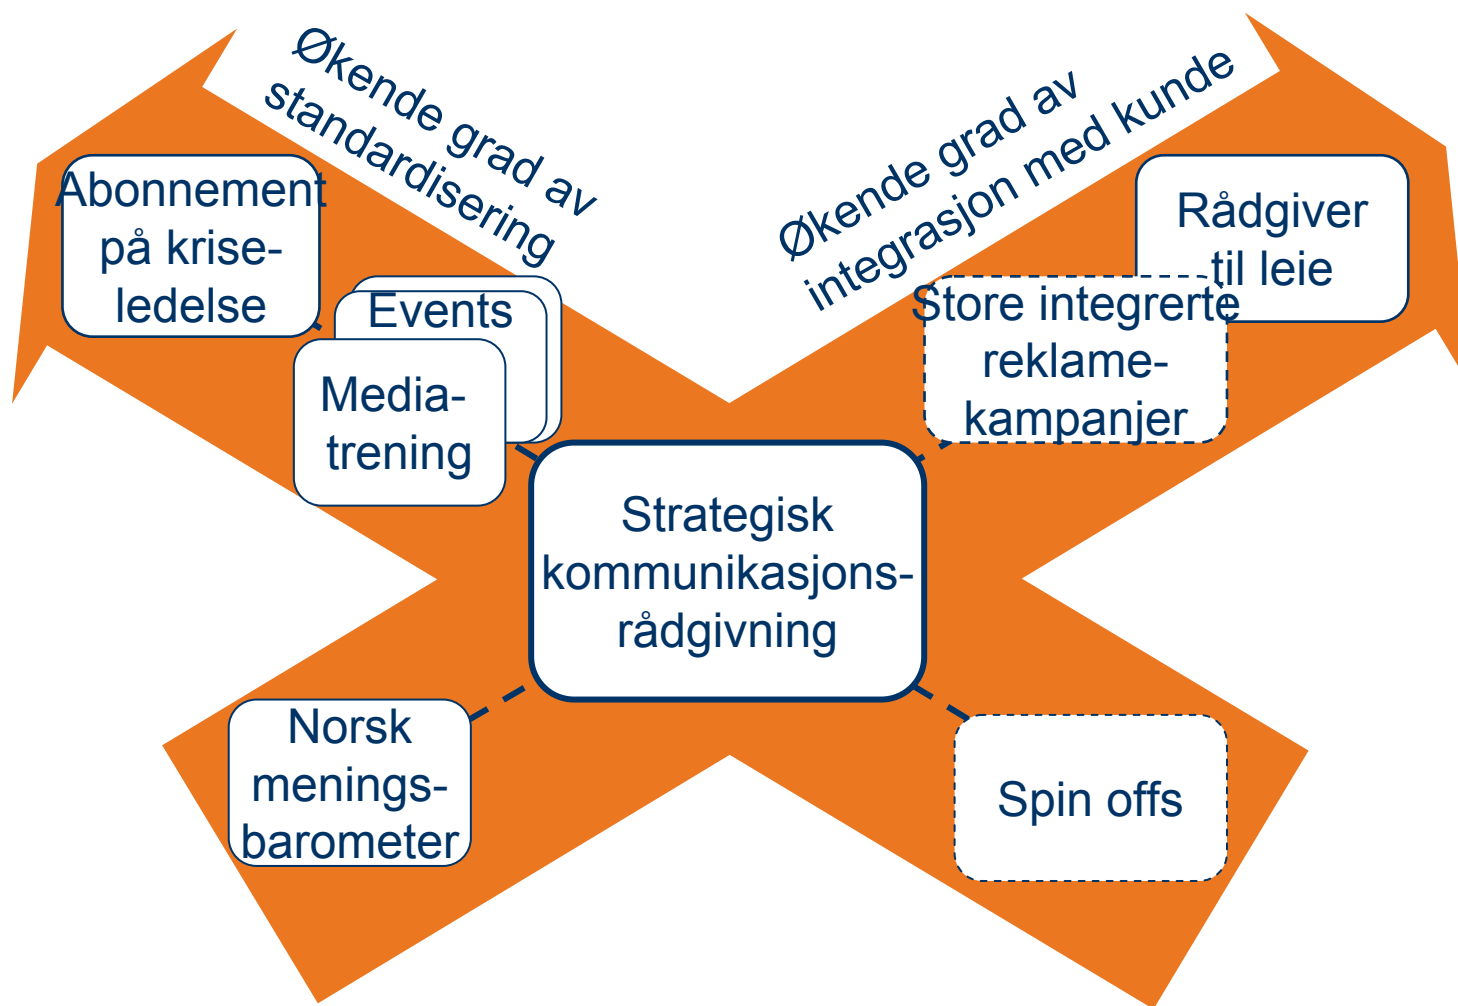 Økende grad av
standardisering
Økende grad av
integrasjon med kunde
Abonnement
på krise-
ledelse
Events
Media-
trening
Rådgiver
til leie
Store integrerte
reklame-
kampanjer
Strategisk
kommunikasjons-
rådgivning
Norsk
menings-
barometer
Spin offs